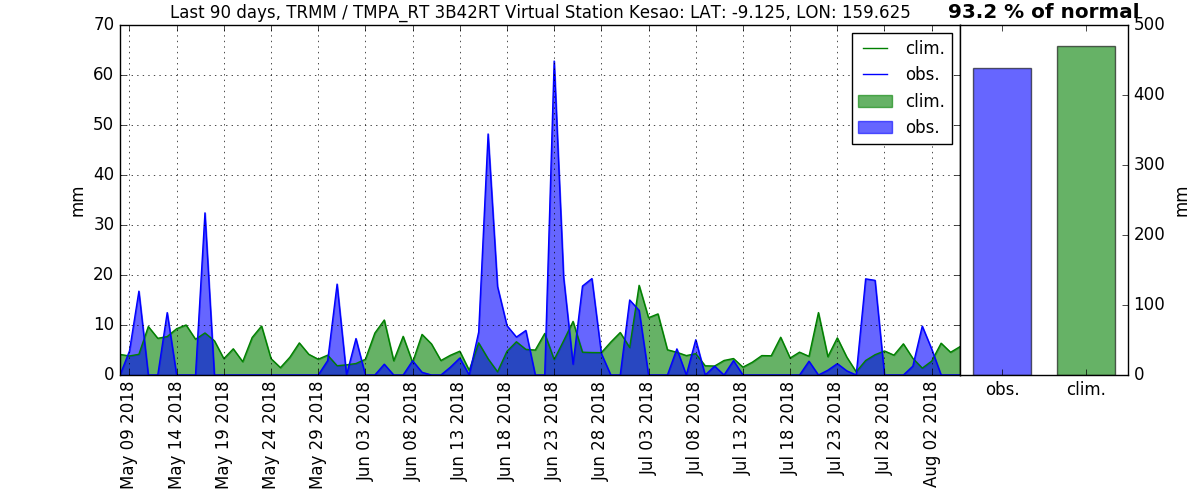 Last 90 days, TRMM / TMPA_RT 3B42RT Virtual Station Kesao: LAT: -9.125, LON: 159.625
93.2 % of normal
70
60
50
40
30
20
10
0
mm
clim.
obs.
clim.
obs.
May 09 2018
May 14 2018
May 19 2018
May 24 2018
May 29 2018
Jun 03 2018
Jun 08 2018
Jun 13 2018
Jun 18 2018
Jun 23 2018
Jun 28 2018
Jul 03 2018
Jul 08 2018
Jul 13 2018
Jul 18 2018
Jul 23 2018
Jul 28 2018
Aug 02 2018
500
400
300
200
100
0
mm
obs.
clim.